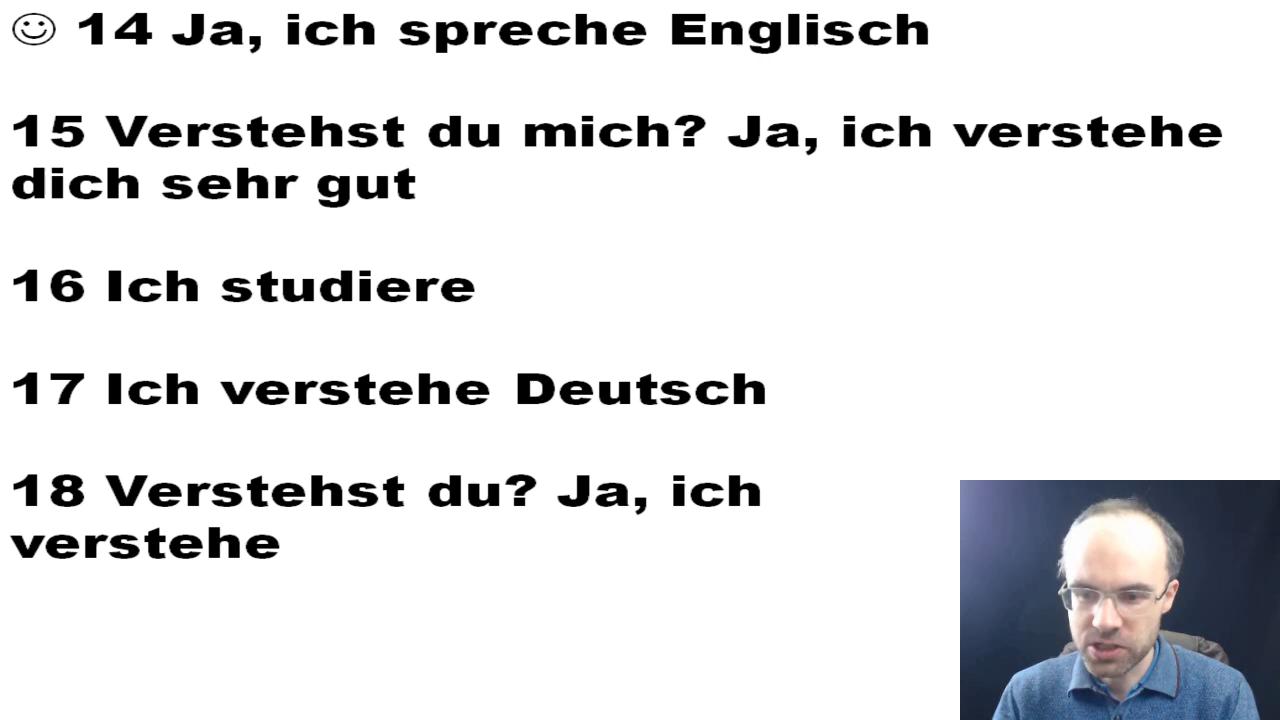 ☺ 14 Ja, ich spreche Englisch
15 Verstehst du mich? Ja, ich verstehe
dich sehr gut
16 Ich studiere
17 Ich verstehe Deutsch
18 Verstehst du? Ja, ich
verstehe